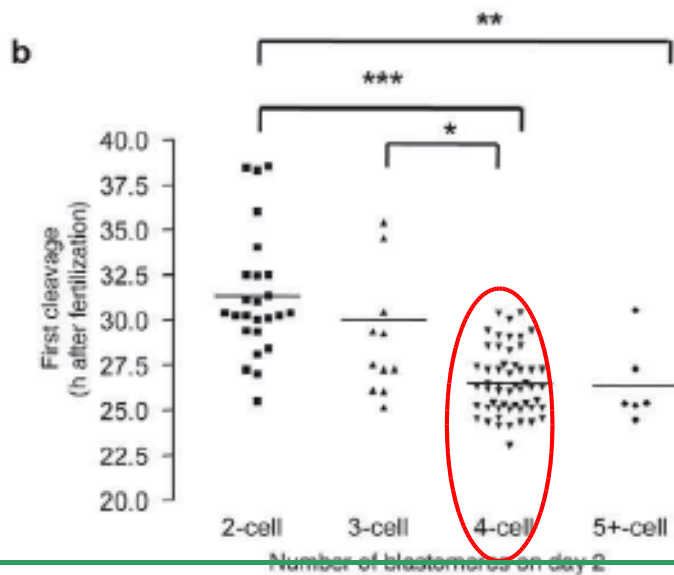 b
**
***
*
First cleavage
(h after fertilization)
40.0
37.5
35.0
32.5
30.0
27.5
25.0
22.5
20.0
2-cell 3-cell 4-cell 5+-cell
Number of blastomeres on day 2